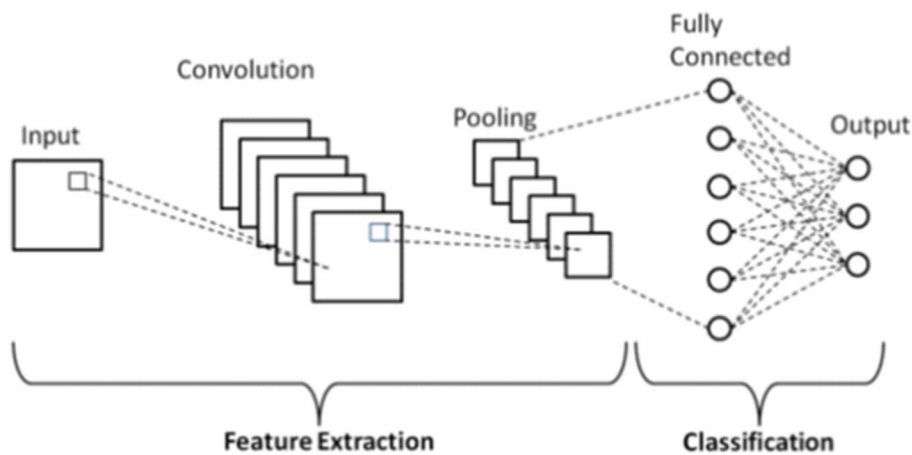 Input
Convolution
Pooling
Fully
Connected
Output
Feature Extraction
Classification